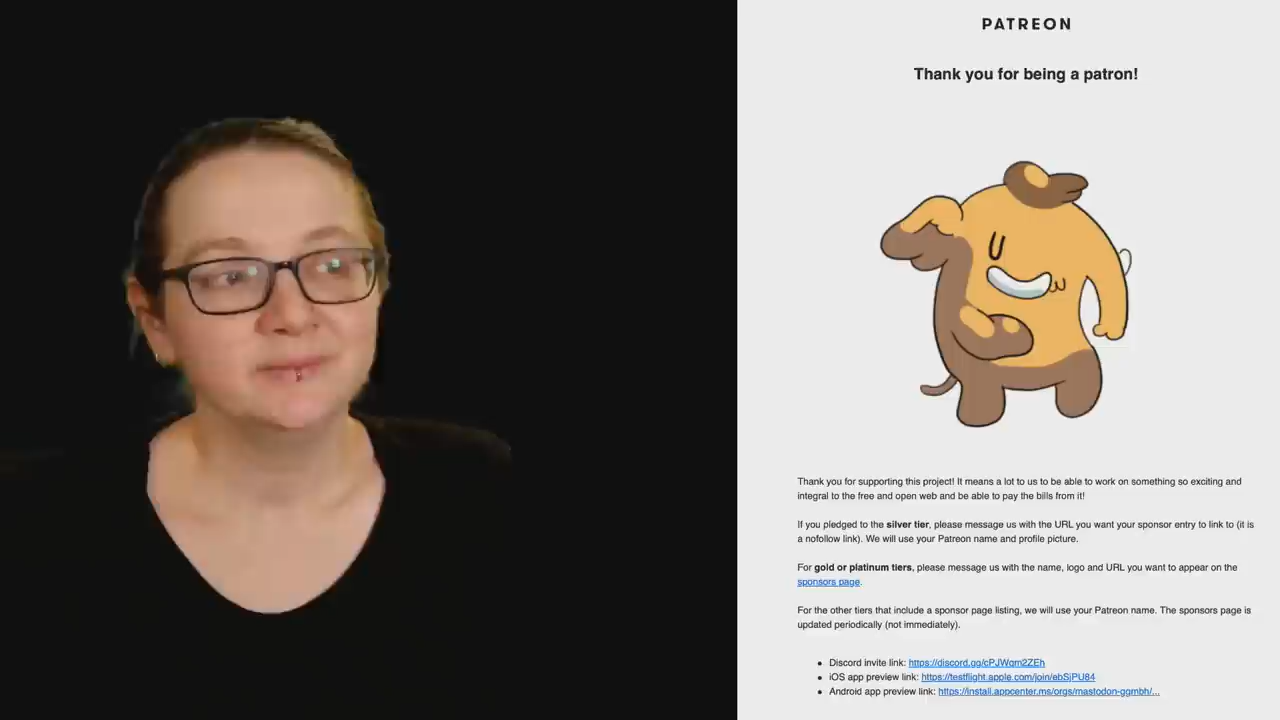 PATREON
Thank you for being a patron!
Thank you for supporting this project! It means a lot to us to be able to work on something so exciting and
integral to the free and open web and be able to pay the bills from it!
If you pledged to the silver tier, please message us with the URL you want your sponsor entry to link to (it is
a nofollow link). We will use your Patreon name and profile picture.
For gold or platinum tiers, please message us with the name, logo and URL you want to appear on the
sponsors page.
For the other tiers that include a sponsor page listing, we will use your Patreon name. The sponsors page is
updated periodically (not immediately).
• Discord invite link: https://discord.gg/cPJWqm2ZEh
• iOS app preview link: https://testflight.apple.com/join/ebSjPU84
• Android app preview link: https://install.appcenter.ms/orgs/mastodon-ggmbh/...